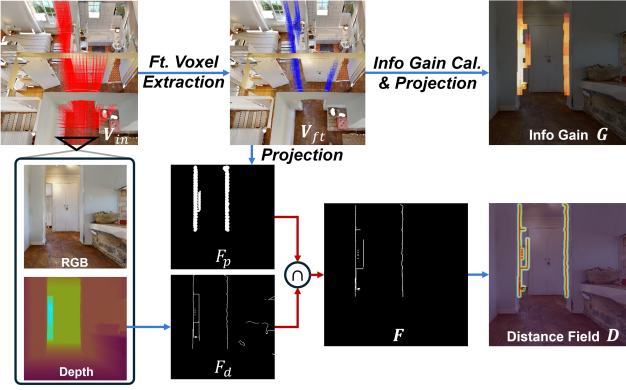 Ft. Voxel
Extraction
Info Gain Cal.
& Projection
V_in
V_ft
Info Gain G
Projection
RGB
F_p
∩
Depth
F_d
F
Distance Field D